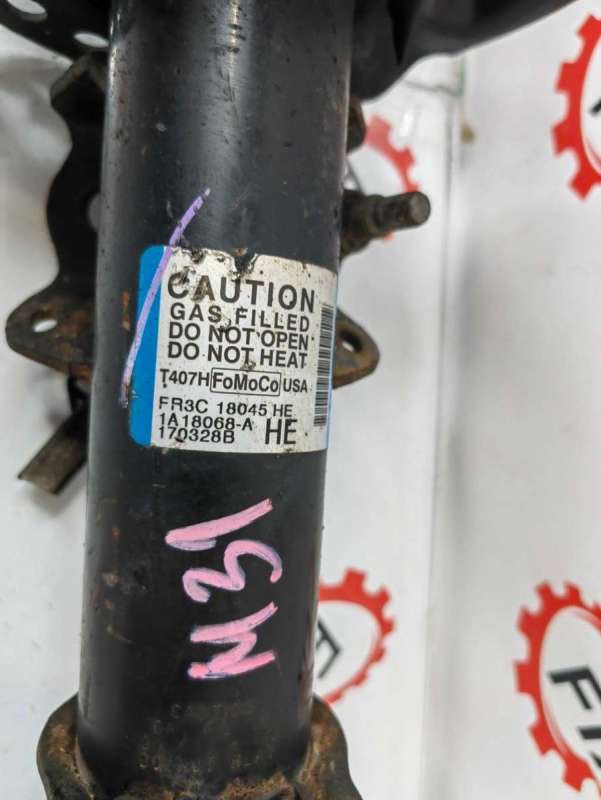 CAUTION
GAS FILLED
DO NOT OPEN
DO NOT HEAT
T407H FoMoCo USA
FR3C 18045 HE
1A18068-A HE
170328B
M31